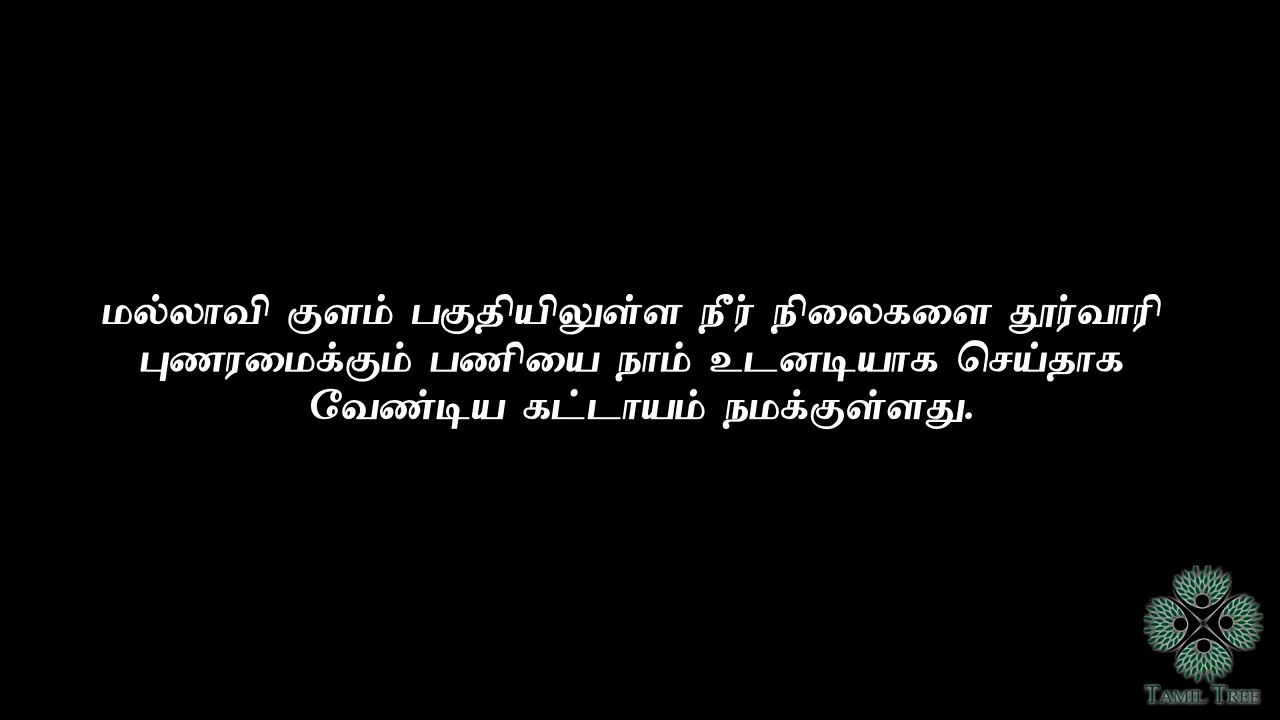 மல்லாவி குளம் பகுதியிலுள்ள நீர் நிலைகளை தூர்வாரி
புணரமைக்கும் பணியை நாம் உடனடியாக செய்தாக
வேண்டிய கட்டாயம் நமக்குள்ளது.
TAMIL TREE